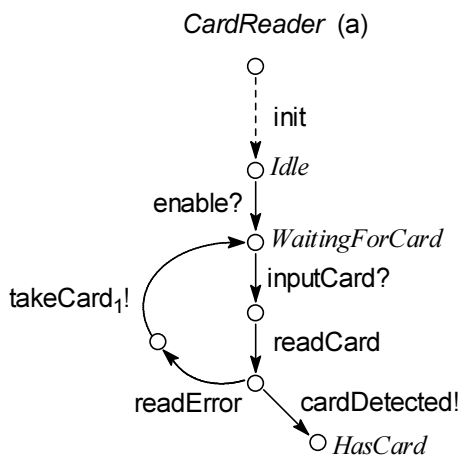 CardReader (a)
init
Idle
enable?
WaitingForCard
inputCard?
takeCard₁!
readCard
readError
cardDetected!
HasCard